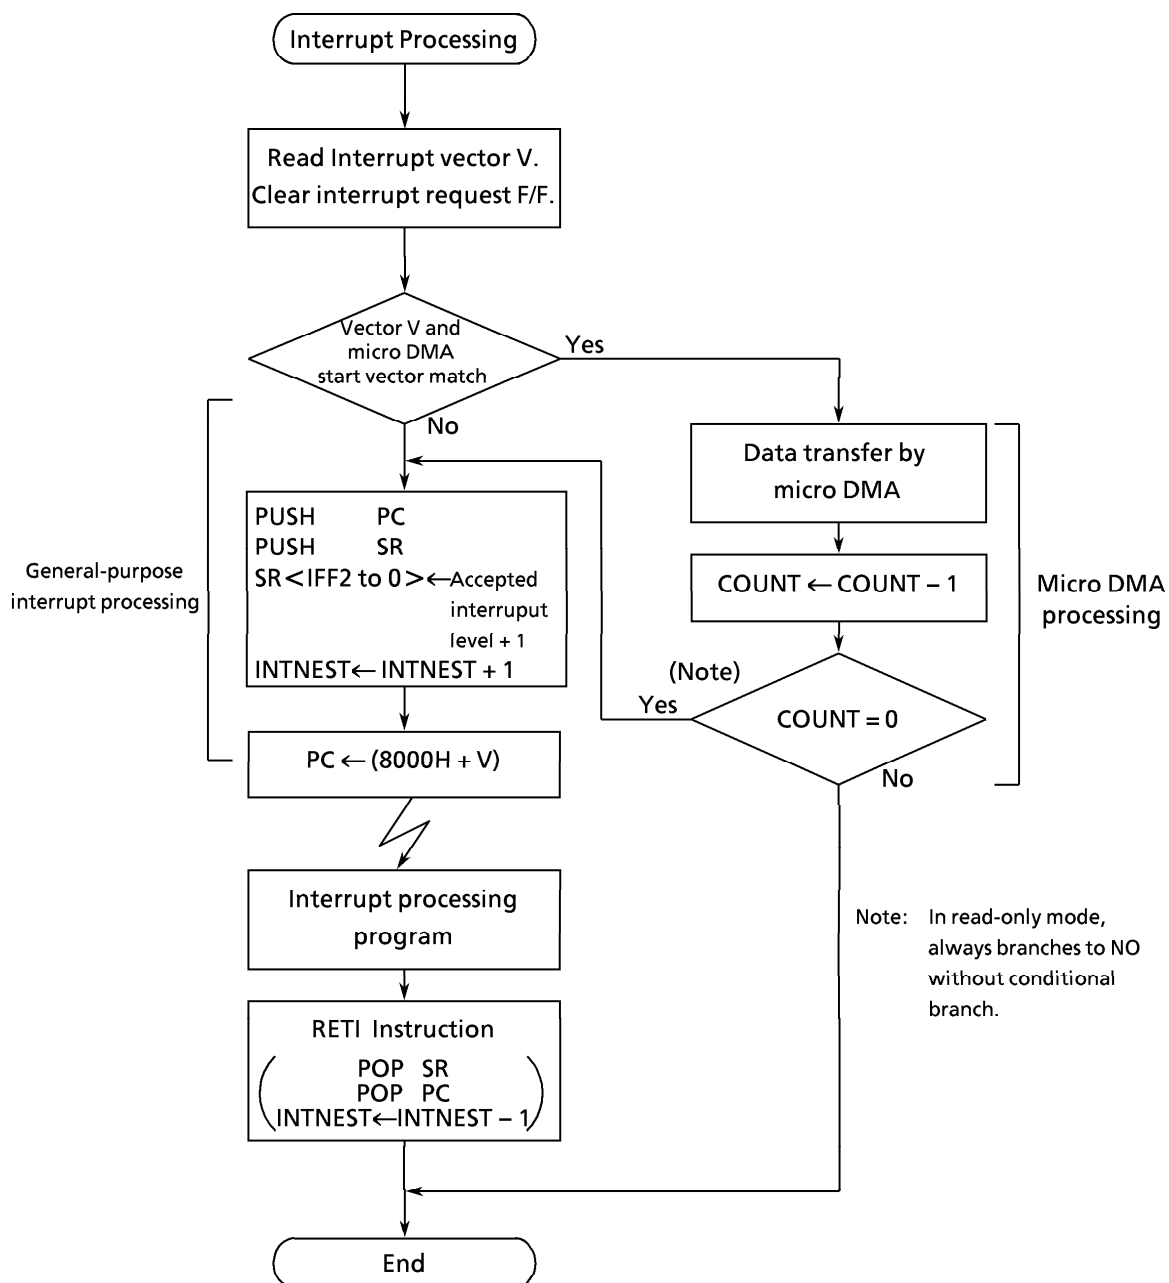 Interrupt Processing
Read Interrupt vector V.
Clear interrupt request F/F.
Vector V and
micro DMA
start vector match
Yes
No
Data transfer by
micro DMA
COUNT ← COUNT – 1
Micro DMA
processing
(Note)
Yes
COUNT = 0
No
General-purpose
interrupt processing
PUSH PC
PUSH SR
SR<IFF2 to 0>←Accepted
interruput
level + 1
INTNEST← INTNEST + 1
PC ← (8000H + V)
Interrupt processing
program
Note: In read-only mode,
always branches to NO
without conditional
branch.
RETI Instruction
POP SR
POP PC
INTNEST←INTNEST – 1
End